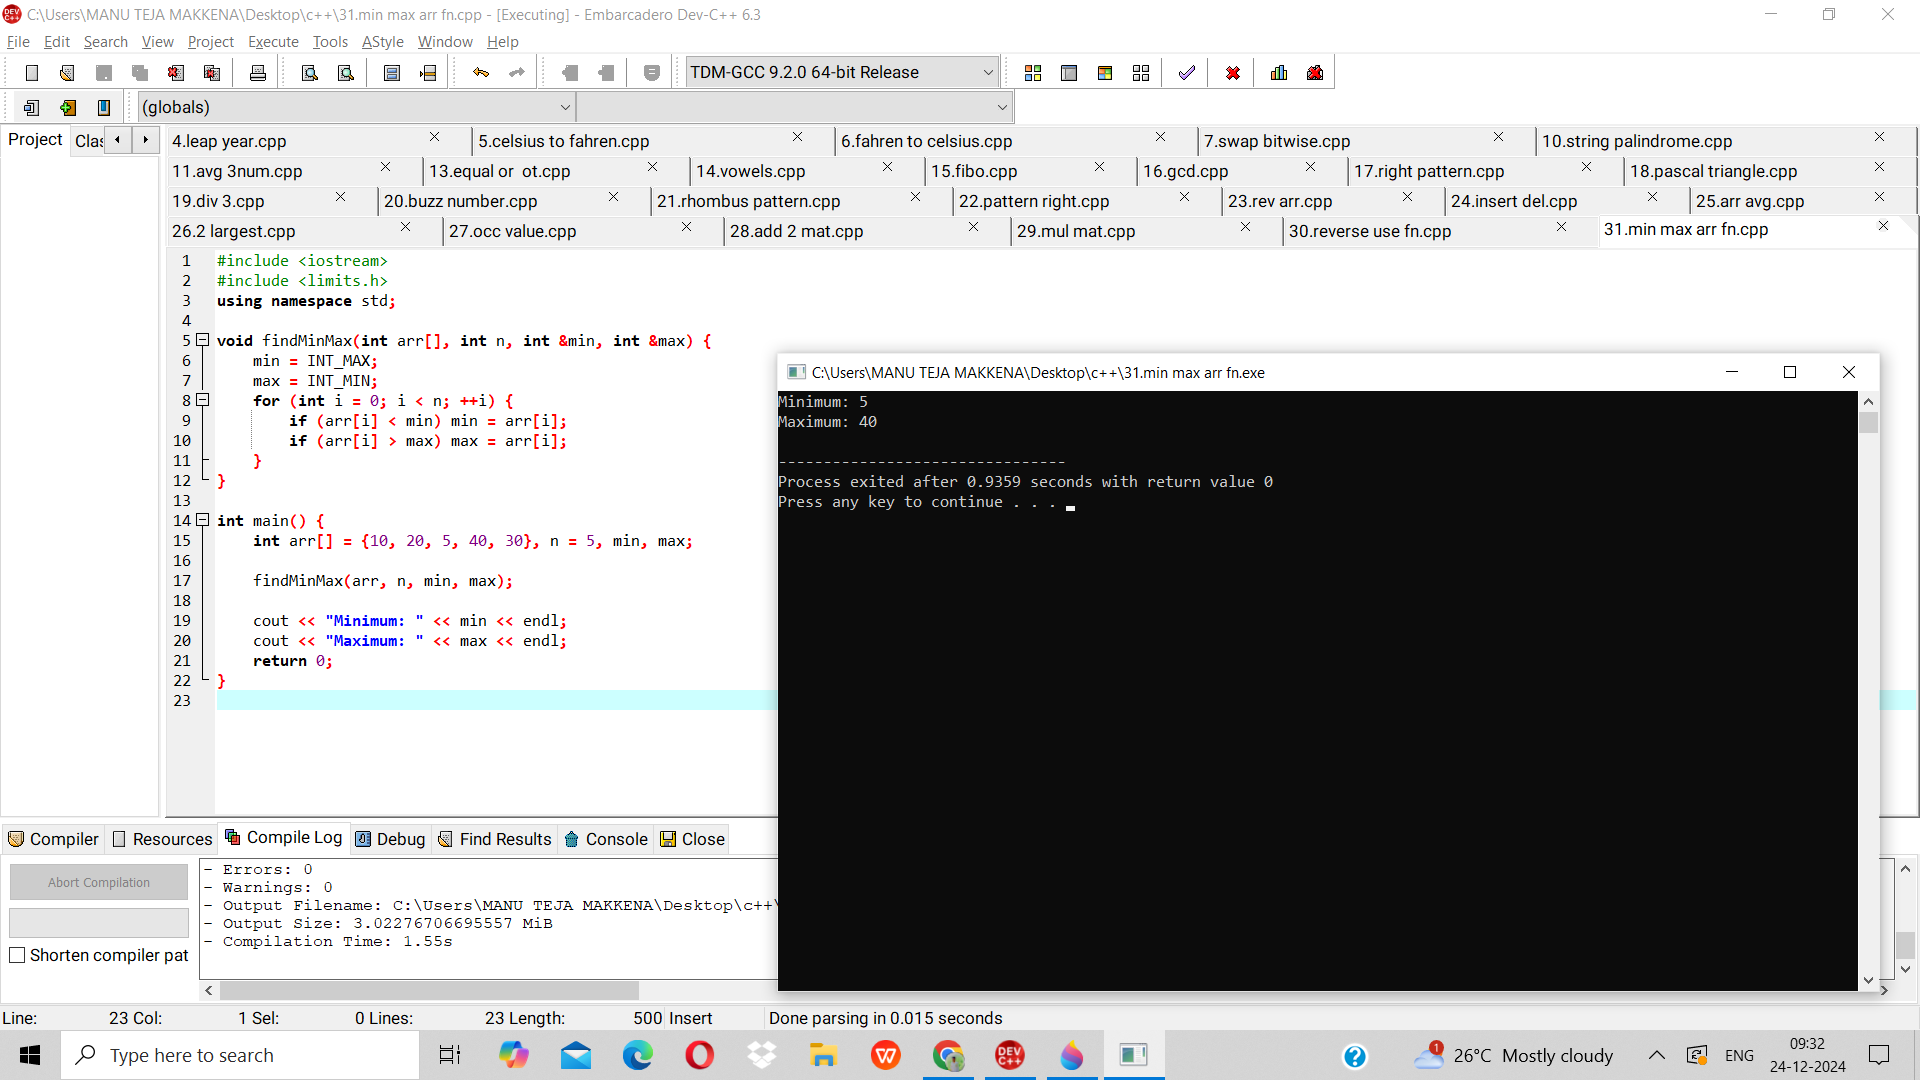 C:\Users\MANU TEJA MAKKENA\Desktop\c++\31.min max arr fn.cpp - [Executing] - Embarcadero Dev-C++ 6.3
File Edit Search View Project Execute Tools AStyle Window Help
TDM-GCC 9.2.0 64-bit Release
(globals)
Project Clas
4.leap year.cpp 5.celsius to fahren.cpp 6.fahren to celsius.cpp 7.swap bitwise.cpp 10.string palindrome.cpp
11.avg 3num.cpp 13.equal or ot.cpp 14.vowels.cpp 15.fibo.cpp 16.gcd.cpp 17.right pattern.cpp 18.pascal triangle.cpp
19.div 3.cpp 20.buzz number.cpp 21.rhombus pattern.cpp 22.pattern right.cpp 23.rev arr.cpp 24.insert del.cpp 25.arr avg.cpp
26.2 largest.cpp 27.occ value.cpp 28.add 2 mat.cpp 29.mul mat.cpp 30.reverse use fn.cpp 31.min max arr fn.cpp
1 #include <iostream>
2 #include <limits.h>
3 using namespace std;
4
5 void findMinMax(int arr[], int n, int &min, int &max) {
6     min = INT_MAX;
7     max = INT_MIN;
8     for (int i = 0; i < n; ++i) {
9         if (arr[i] < min) min = arr[i];
10         if (arr[i] > max) max = arr[i];
11     }
12 }
13
14 int main() {
15     int arr[] = {10, 20, 5, 40, 30}, n = 5, min, max;
16
17     findMinMax(arr, n, min, max);
18
19     cout << "Minimum: " << min << endl;
20     cout << "Maximum: " << max << endl;
21     return 0;
22 }
23
C:\Users\MANU TEJA MAKKENA\Desktop\c++\31.min max arr fn.exe
Minimum: 5
Maximum: 40
--------------------------------
Process exited after 0.9359 seconds with return value 0
Press any key to continue . . .
Compiler Resources Compile Log Debug Find Results Console Close
Abort Compilation
Shorten compiler pat
- Errors: 0
- Warnings: 0
- Output Filename: C:\Users\MANU TEJA MAKKENA\Desktop\c++\
- Output Size: 3.02276706695557 MiB
- Compilation Time: 1.55s
Line: 23 Col: 1 Sel: 0 Lines: 23 Length: 500 Insert Done parsing in 0.015 seconds
Type here to search
DEV C++
1
26°C Mostly cloudy
ENG
09:32
24-12-2024